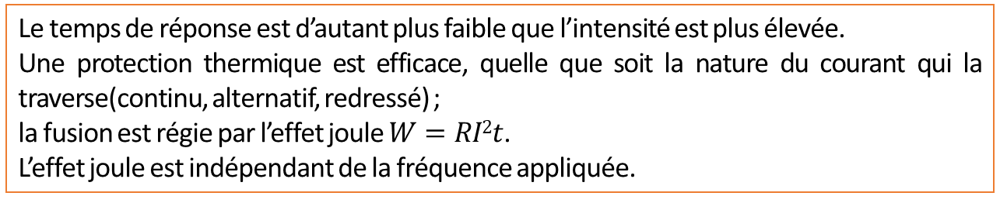 Le temps de réponse est d’autant plus faible que l’intensité est plus élevée.
Une protection thermique est efficace, quelle que soit la nature du courant qui la
traverse(continu, alternatif, redressé) ;
la fusion est régie par l’effet joule W = RI²t.
L’effet joule est indépendant de la fréquence appliquée.